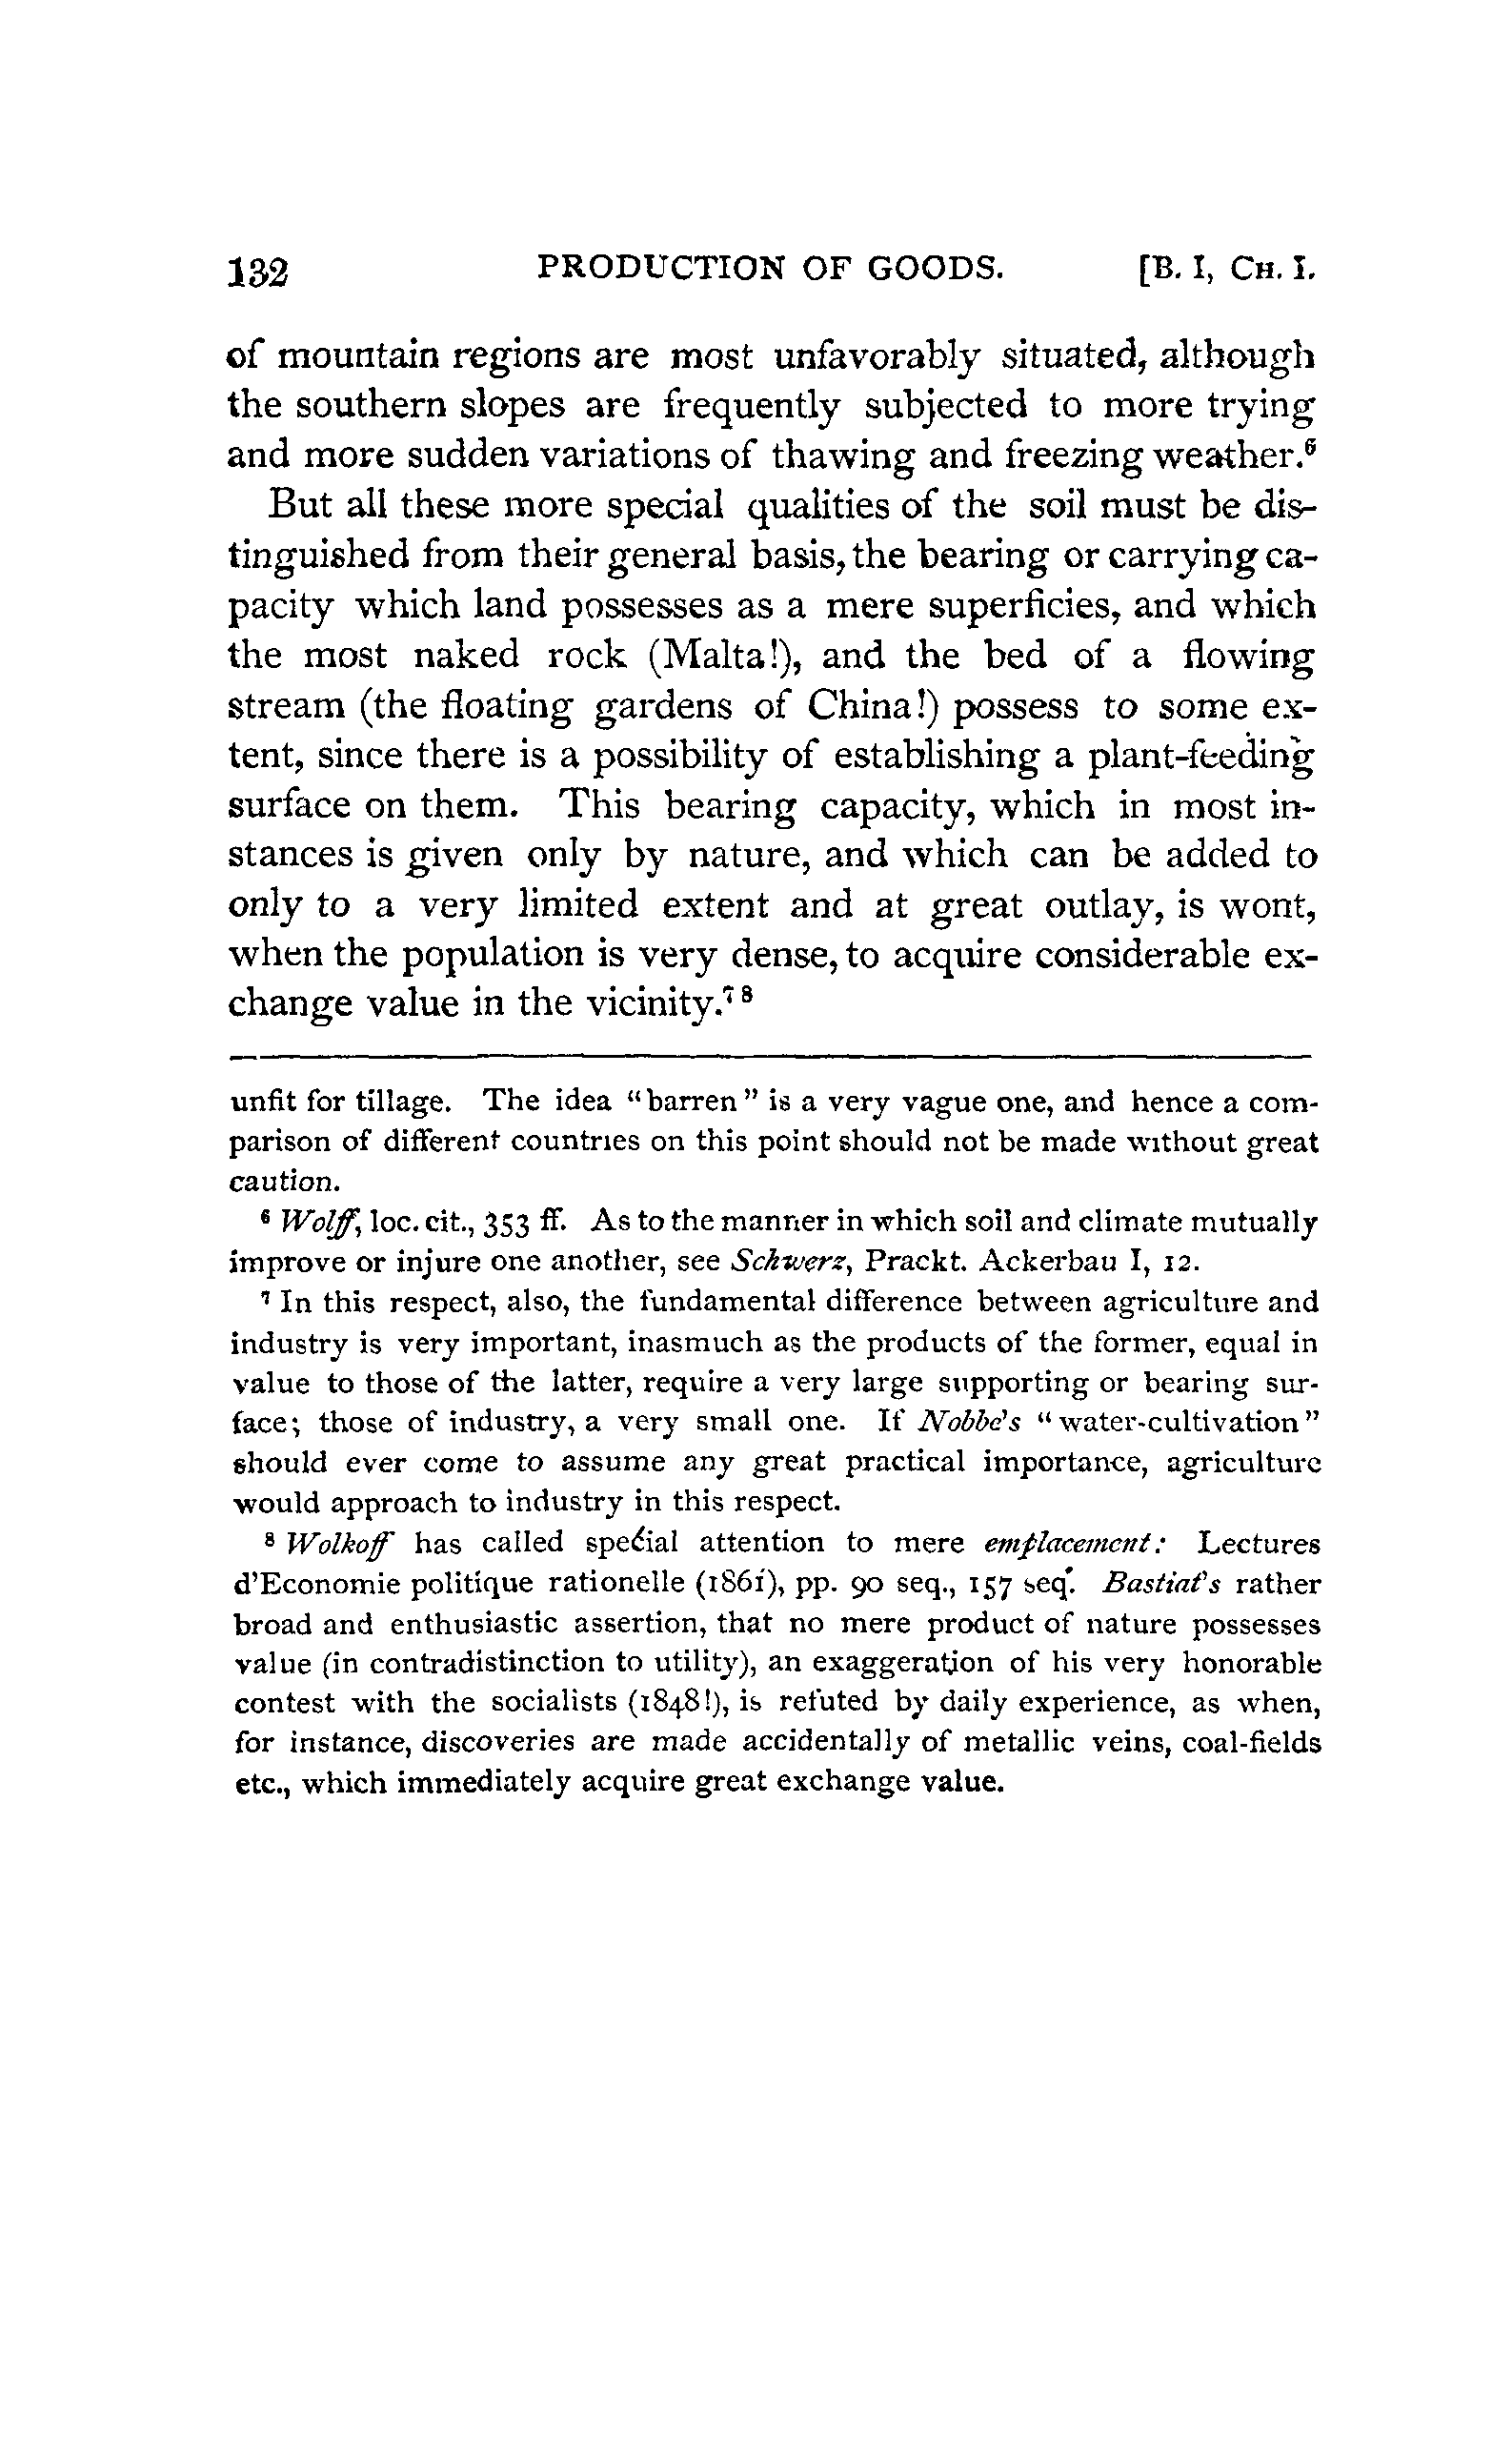 132 PRODUCTION OF GOODS. [B. I, CH. I.
of mountain regions are most unfavorably situated, although
the southern slopes are frequently subjected to more trying
and more sudden variations of thawing and freezing weather.⁶
But all these more special qualities of the soil must be dis-
tinguished from their general basis, the bearing or carrying ca-
pacity which land possesses as a mere superficies, and which
the most naked rock (Malta!), and the bed of a flowing
stream (the floating gardens of China!) possess to some ex-
tent, since there is a possibility of establishing a plant-feeding
surface on them. This bearing capacity, which in most in-
stances is given only by nature, and which can be added to
only to a very limited extent and at great outlay, is wont,
when the population is very dense, to acquire considerable ex-
change value in the vicinity.⁷ ⁸
unfit for tillage. The idea "barren" is a very vague one, and hence a com-
parison of different countries on this point should not be made without great
caution.
⁶ Wolff, loc. cit., 353 ff. As to the manner in which soil and climate mutually
improve or injure one another, see Schwerz, Prackt. Ackerbau I, 12.
⁷ In this respect, also, the fundamental difference between agriculture and
industry is very important, inasmuch as the products of the former, equal in
value to those of the latter, require a very large supporting or bearing sur-
face; those of industry, a very small one. If Nobbe's "water-cultivation"
should ever come to assume any great practical importance, agriculture
would approach to industry in this respect.
⁸ Wolkoff has called special attention to mere emplacement: Lectures
d'Economie politique rationelle (1861), pp. 90 seq., 157 seq. Bastiat's rather
broad and enthusiastic assertion, that no mere product of nature possesses
value (in contradistinction to utility), an exaggeration of his very honorable
contest with the socialists (1848!), is refuted by daily experience, as when,
for instance, discoveries are made accidentally of metallic veins, coal-fields
etc., which immediately acquire great exchange value.